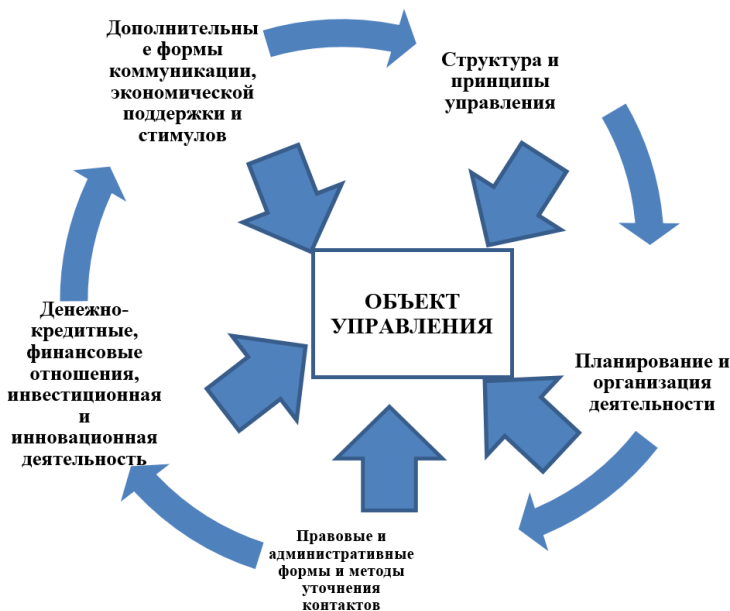 Дополнительны
е формы
коммуникации,
экономической
поддержки и
стимулов
Структура и
принципы
управления
ОБЪЕКТ
УПРАВЛЕНИЯ
Планирование и
организация
деятельности
Денежно-
кредитные,
финансовые
отношения,
инвестиционная
и
инновационная
деятельность
Правовые и
административные
формы и методы
уточнения
контактов